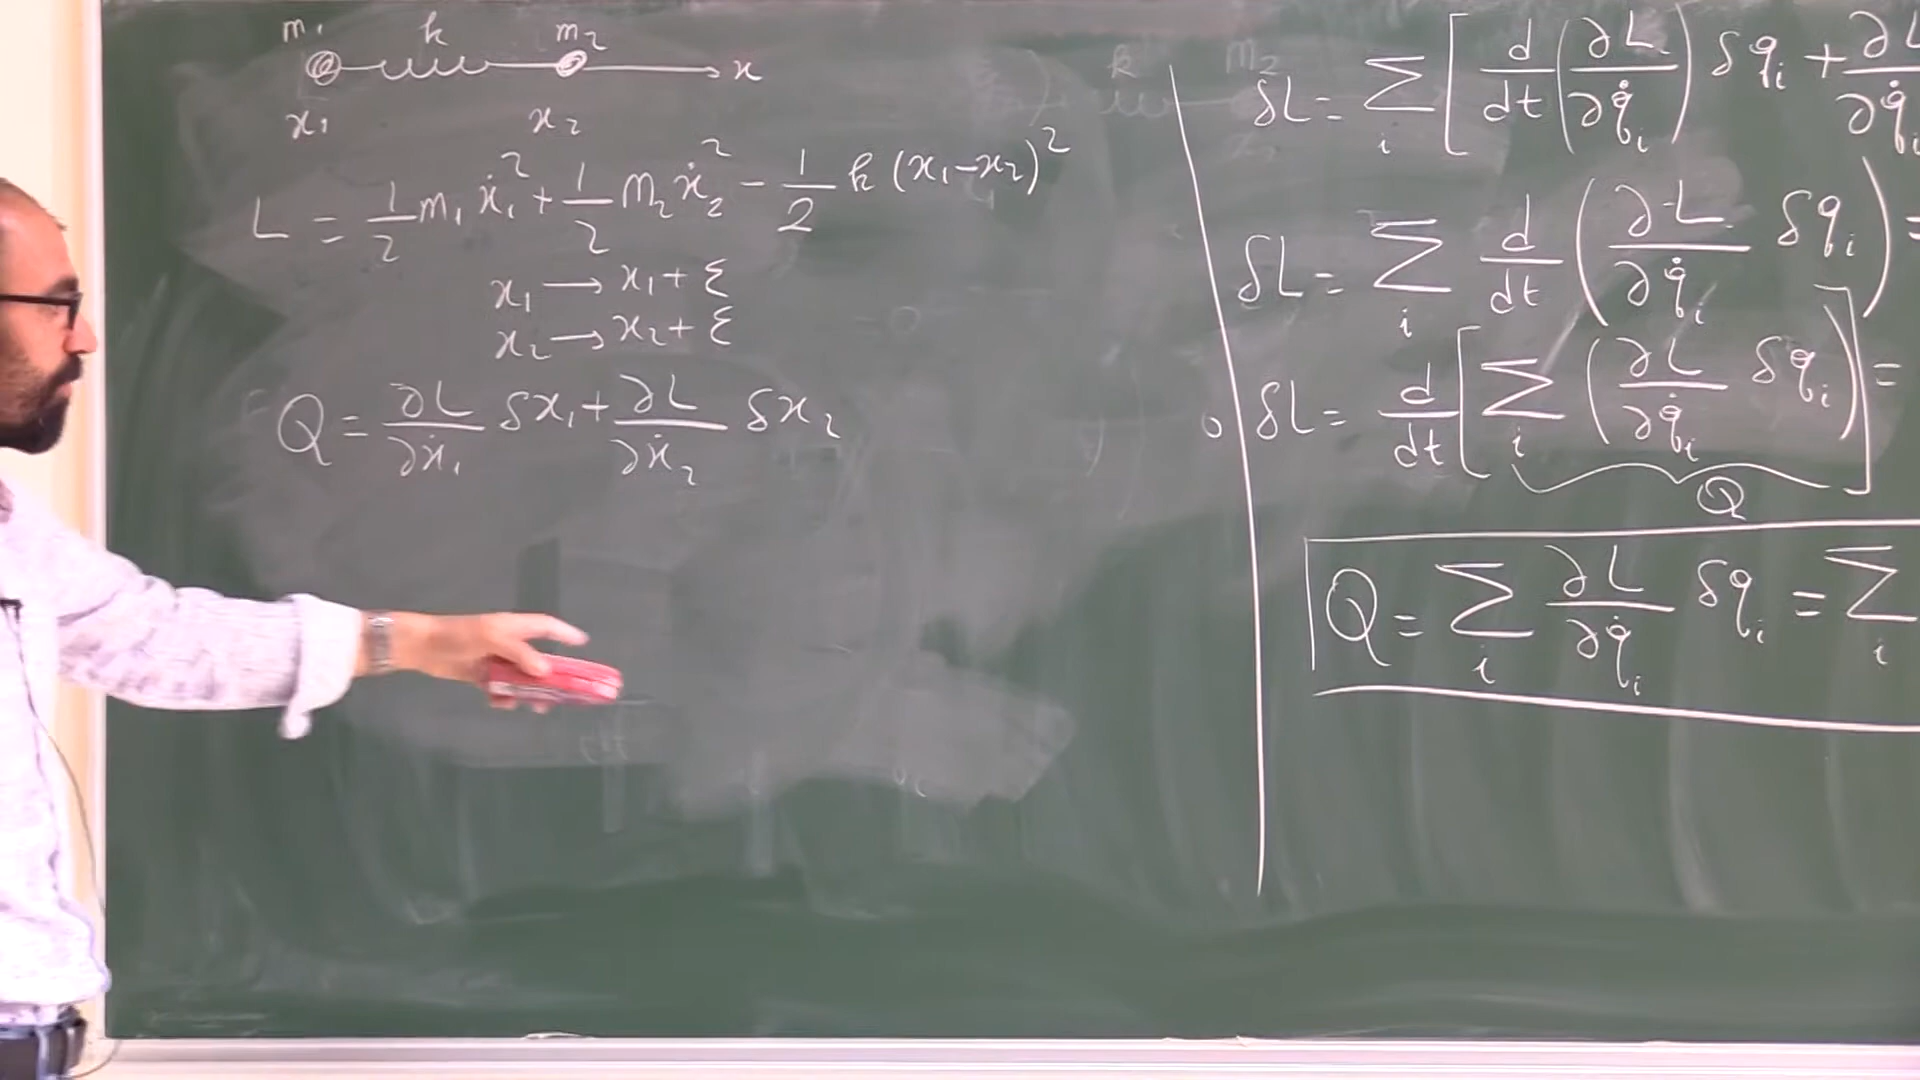 m₁ k m₂
x
x₁ x₂
L = 1/2 m₁ ẋ₁² + 1/2 m₂ ẋ₂² - 1/2 k (x₁-x₂)²
x₁ → x₁ + ε
x₂ → x₂ + ε
Q = ∂L/∂ẋ₁ δx₁ + ∂L/∂ẋ₂ δx₂
δL = Σᵢ [ d/dt (∂L/∂q̇ᵢ) δqᵢ + ∂L/∂q̇ᵢ
δL = Σᵢ d/dt (∂L/∂q̇ᵢ δqᵢ) =
0
δL = d/dt [ Σᵢ (∂L/∂q̇ᵢ δqᵢ) ] =
Q
Q = Σᵢ ∂L/∂q̇ᵢ δqᵢ = Σᵢ